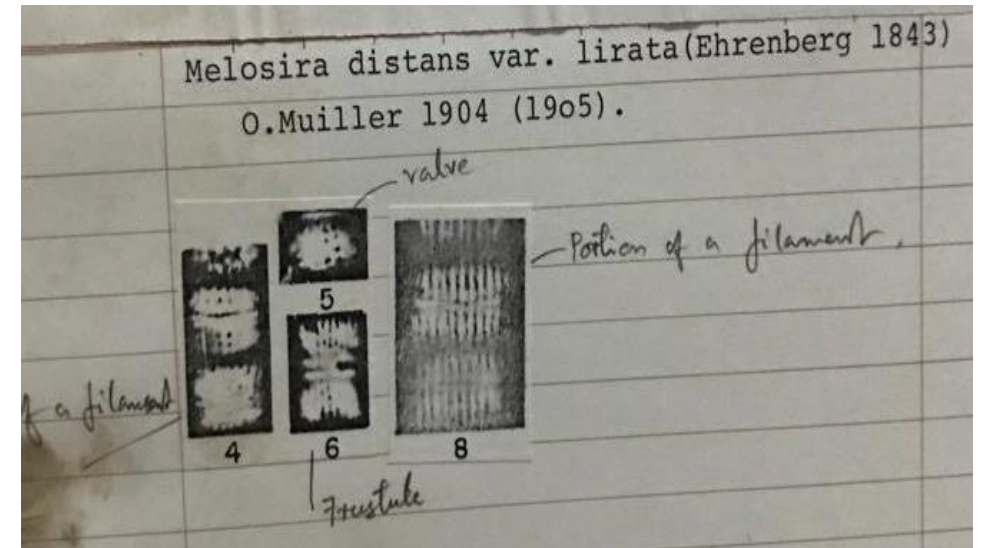 Melosira distans var. lirata(Ehrenberg 1843)
O.Muiller 1904 (19o5).
valve
Portion of a filament.
5
of a filament
4
6
8
Frustule